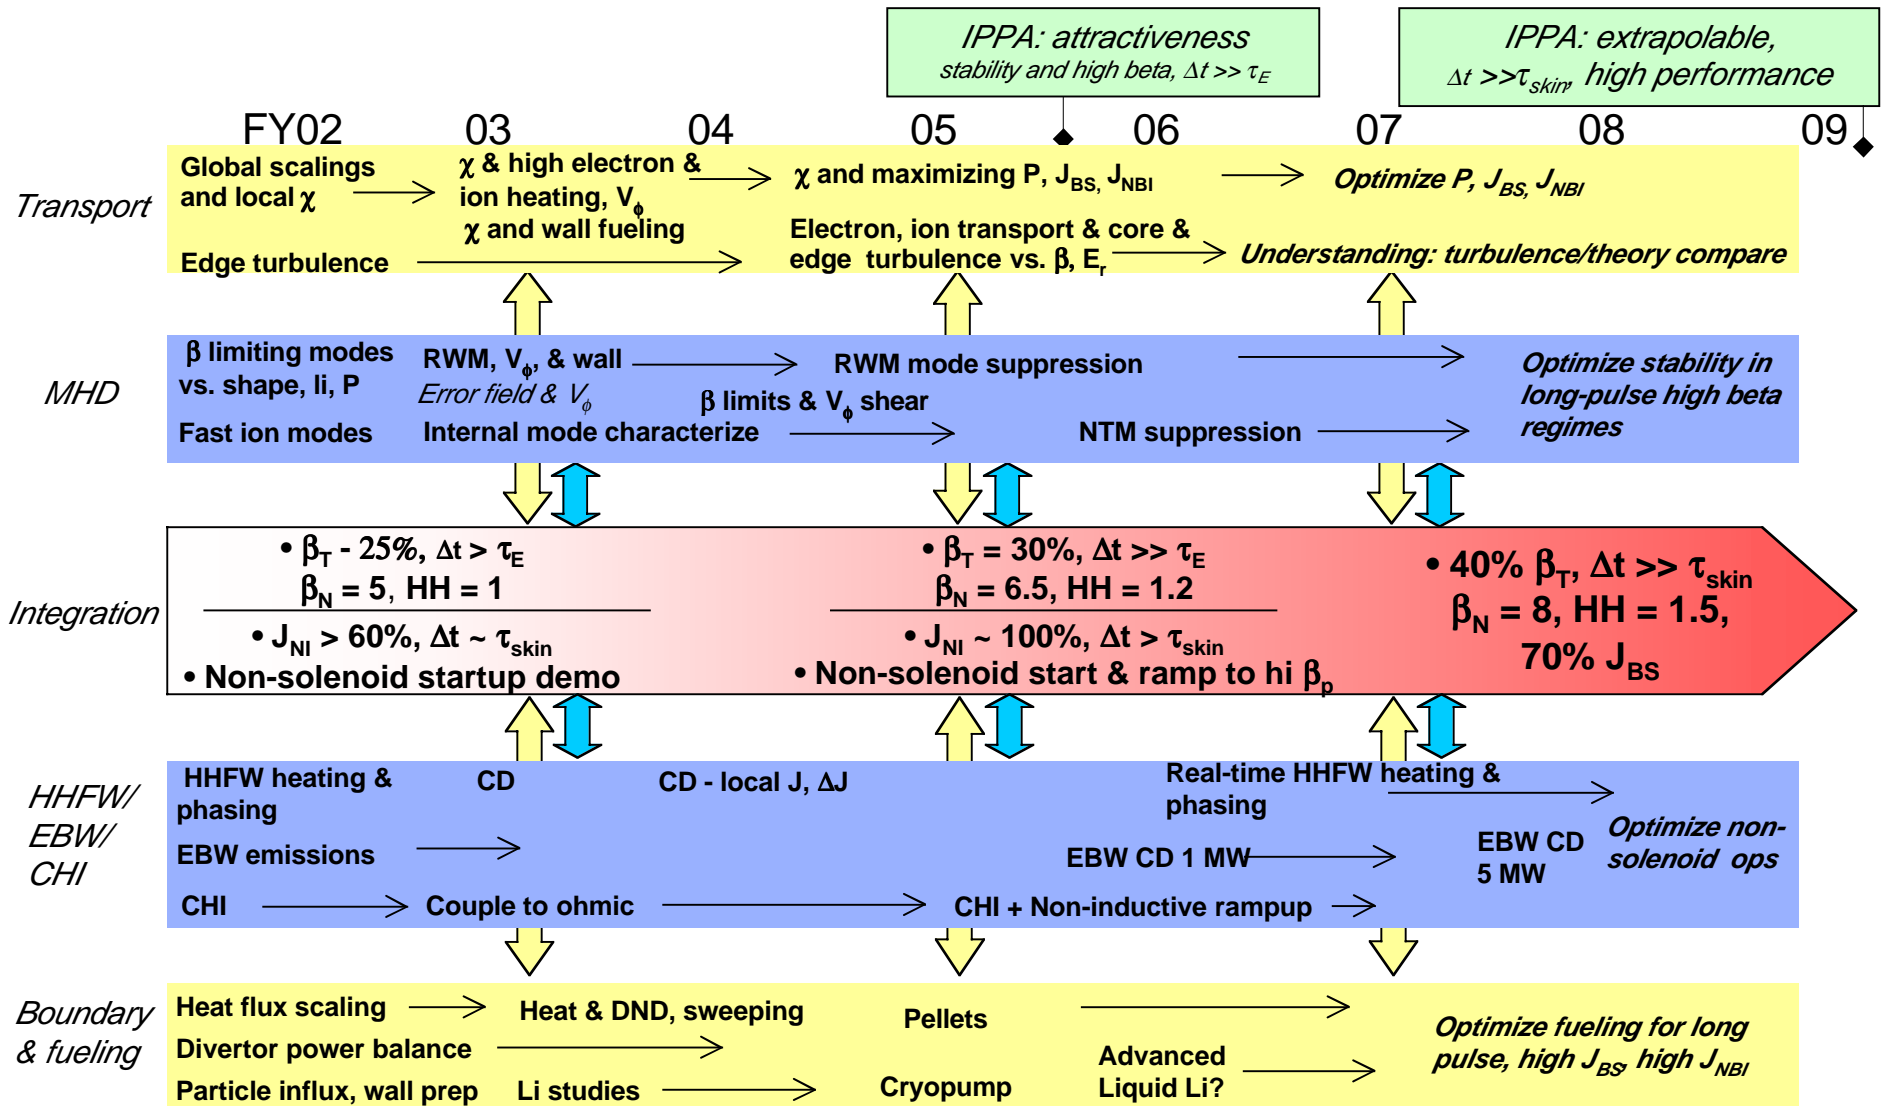 IPPA: attractiveness
stability and high beta, Δt >> τE
IPPA: extrapolable,
Δt >>τskin, high performance
FY02 03 04 05 06 07 08 09
Transport
Global scalings
and local χ
χ & high electron &
ion heating, Vϕ
χ and wall fueling
χ and maximizing P, JBS, JNBI
Optimize P, JBS, JNBI
Edge turbulence
Electron, ion transport & core &
edge turbulence vs. β, Er
Understanding: turbulence/theory compare
MHD
β limiting modes
vs. shape, li, P
RWM, Vϕ, & wall
Error field & Vϕ
RWM mode suppression
β limits & Vϕ shear
Fast ion modes
Internal mode characterize
NTM suppression
Optimize stability in
long-pulse high beta
regimes
Integration
• βT - 25%, Δt > τE
βN = 5, HH = 1
• JNI > 60%, Δt ~ τskin
• Non-solenoid startup demo
• βT = 30%, Δt >> τE
βN = 6.5, HH = 1.2
• JNI ~ 100%, Δt > τskin
• Non-solenoid start & ramp to hi βp
• 40% βT, Δt >> τskin
βN = 8, HH = 1.5,
70% JBS
HHFW/
EBW/
CHI
HHFW heating &
phasing
CD
CD - local J, ΔJ
Real-time HHFW heating &
phasing
EBW emissions
EBW CD 1 MW
EBW CD
5 MW
Optimize non-
solenoid ops
CHI
Couple to ohmic
CHI + Non-inductive rampup
Boundary
& fueling
Heat flux scaling
Heat & DND, sweeping
Pellets
Divertor power balance
Particle influx, wall prep
Li studies
Cryopump
Advanced
Liquid Li?
Optimize fueling for long
pulse, high JBS, high JNBI